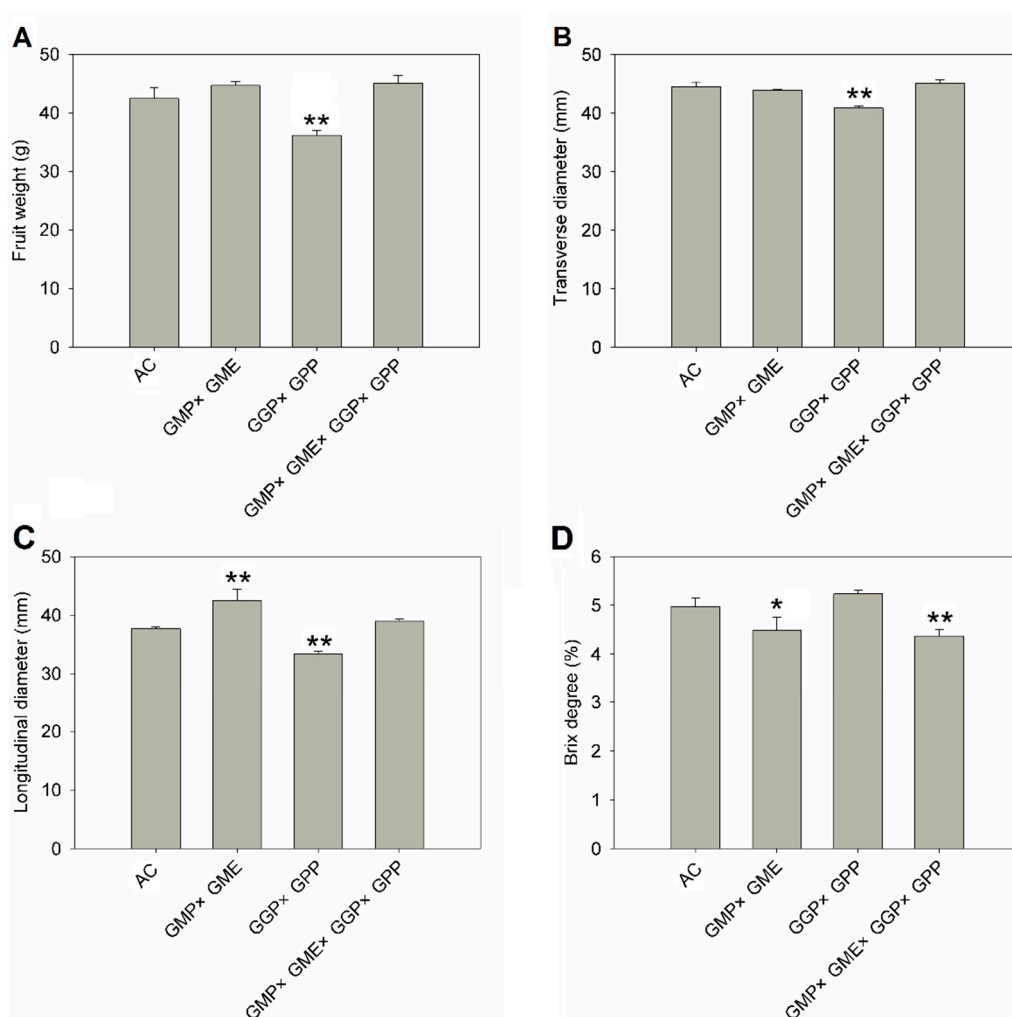 A
Fruit weight (g)
50
40
30
20
10
0
**
AC
GMP× GME
GGP× GPP
GMP× GME× GGP× GPP
B
Transverse diameter (mm)
50
40
30
20
10
0
**
AC
GMP× GME
GGP× GPP
GMP× GME× GGP× GPP
C
Longitudinal diameter (mm)
50
40
30
20
10
0
**
**
AC
GMP× GME
GGP× GPP
GMP× GME× GGP× GPP
D
Brix degree (%)
6
5
4
3
2
1
0
*
**
AC
GMP× GME
GGP× GPP
GMP× GME× GGP× GPP